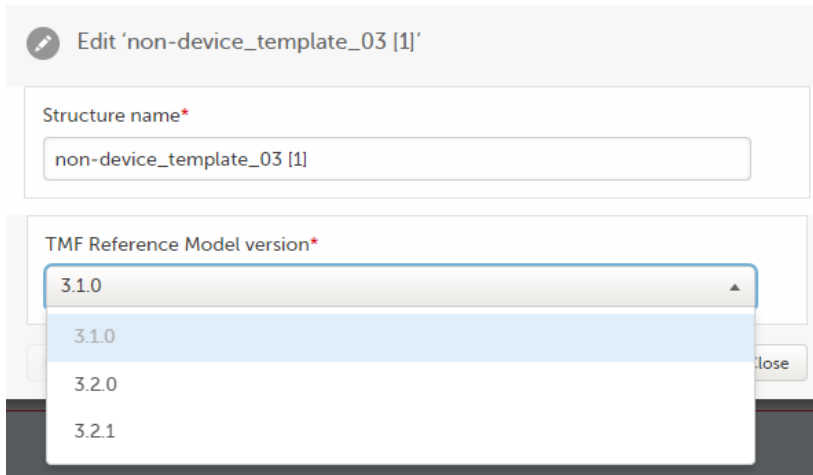 Edit ‘non-device_template_03 [1]’
Structure name*
non-device_template_03 [1]
TMF Reference Model version*
3.1.0
3.1.0
3.2.0
3.2.1